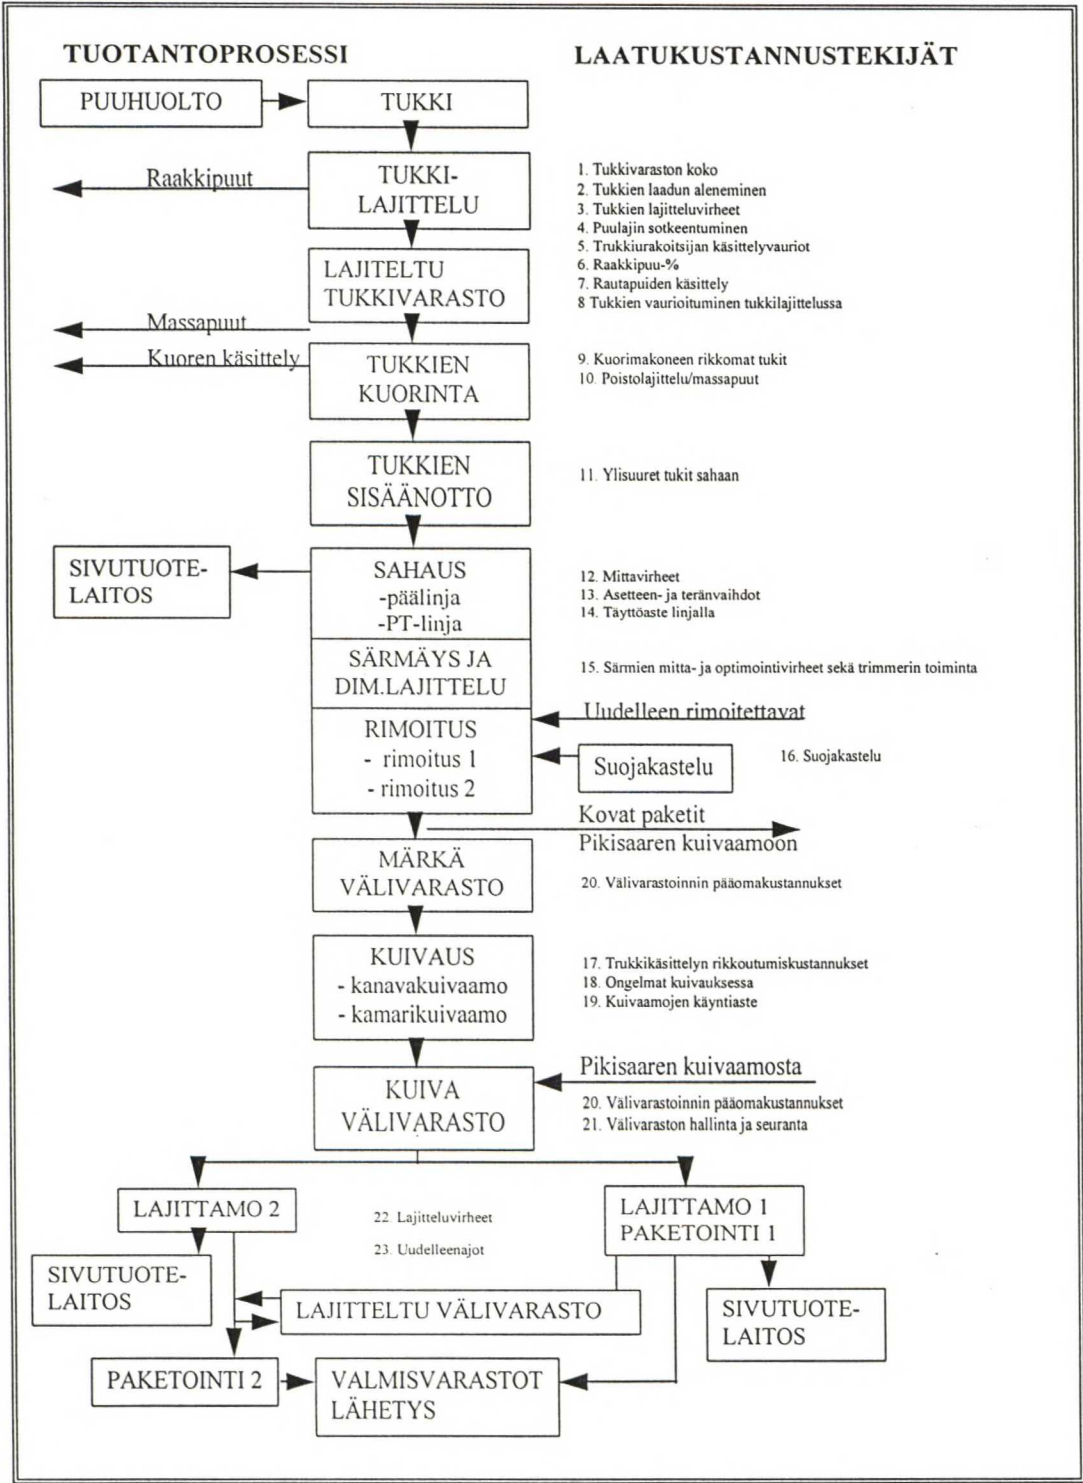 TUOTANTOPROSESSI
LAATUKUSTANNUSTEKIJÄT
PUUHUOLTO
TUKKI
Raakkipuut
TUKKI-
LAJITTELU
1. Tukkivaraston koko
2. Tukkien laadun aleneminen
3. Tukkien lajitteluvirheet
4. Puulajin sotkeentuminen
5. Trukkiurakoitsijan käsittelyvauriot
6. Raakkipuu-%
7. Rautapuiden käsittely
8 Tukkien vaurioituminen tukkilajittelussa
LAJITELTU
TUKKIVARASTO
Massapuut
Kuoren käsittely
TUKKIEN
KUORINTA
9. Kuorimakoneen rikkomat tukit
10. Poistolajittelu/massapuut
TUKKIEN
SISÄÄNOTTO
11. Ylisuuret tukit sahaan
SIVUTUOTE-
LAITOS
SAHAUS
-päälinja
-PT-linja
12. Mittavirheet
13. Asetteen- ja teränvaihdot
14. Täyttöaste linjalla
SÄRMÄYS JA
DIM.LAJITTELU
15. Särmien mitta- ja optimointivirheet sekä trimmerin toiminta
Uudelleen rimoitettavat
RIMOITUS
- rimoitus 1
- rimoitus 2
Suojakastelu
16. Suojakastelu
Kovat paketit
Pikisaaren kuivaamoon
MÄRKÄ
VÄLIVARASTO
20. Välivarastoinnin pääomakustannukset
KUIVAUS
- kanavakuivaamo
- kamarikuivaamo
17. Trukkikäsittelyn rikkoutumiskustannukset
18. Ongelmat kuivauksessa
19. Kuivaamojen käyntiaste
Pikisaaren kuivaamosta
KUIVA
VÄLIVARASTO
20. Välivarastoinnin pääomakustannukset
21. Välivaraston hallinta ja seuranta
LAJITTAMO 2
22. Lajitteluvirheet
23. Uudelleenajot
LAJITTAMO 1
PAKETOINTI 1
SIVUTUOTE-
LAITOS
LAJITTELTU VÄLIVARASTO
SIVUTUOTE-
LAITOS
PAKETOINTI 2
VALMISVARASTOT
LÄHETYS